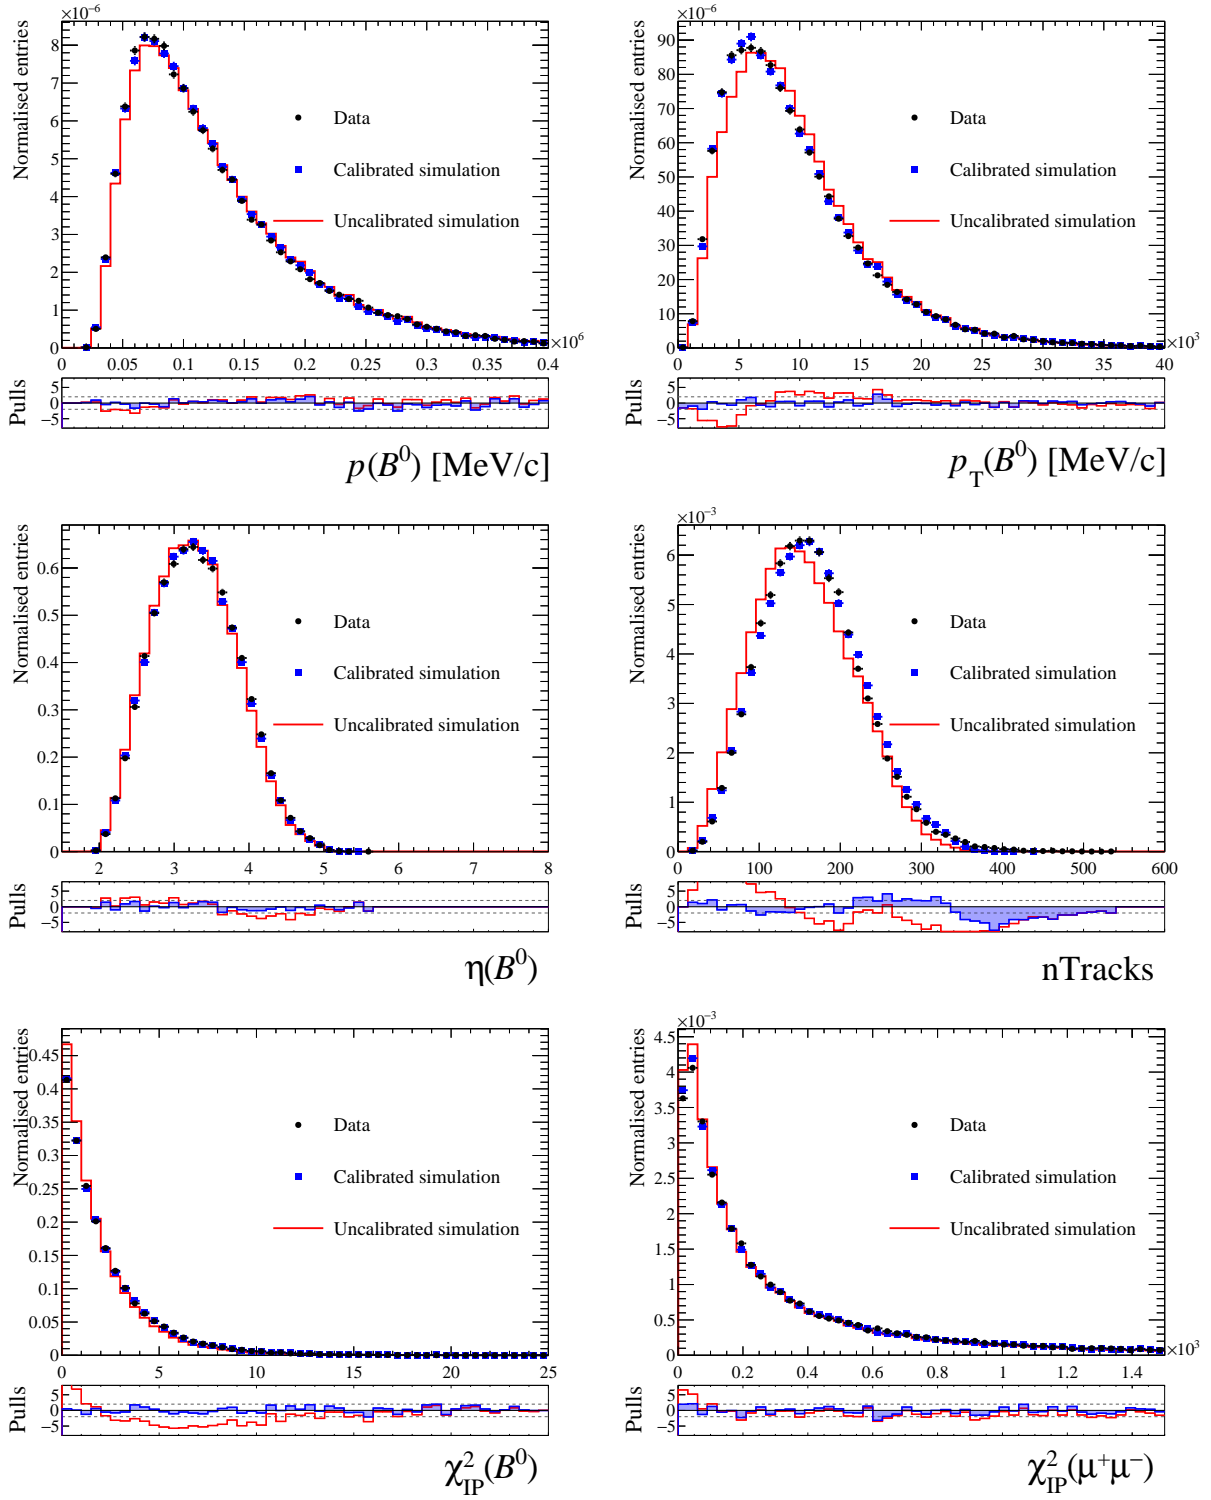 ×10⁻⁶
Normalised entries
8
7
6
5
4
3
2
1
0
Data
Calibrated simulation
Uncalibrated simulation
0 0.05 0.1 0.15 0.2 0.25 0.3 0.35 0.4
×10⁶
Pulls
5
0
−5
p(B⁰) [MeV/c]
×10⁻⁶
Normalised entries
90
80
70
60
50
40
30
20
10
0
Data
Calibrated simulation
Uncalibrated simulation
0 5 10 15 20 25 30 35 40
×10³
Pulls
5
0
−5
p_T(B⁰) [MeV/c]
Normalised entries
0.6
0.5
0.4
0.3
0.2
0.1
0
Data
Calibrated simulation
Uncalibrated simulation
2 3 4 5 6 7 8
Pulls
5
0
−5
η(B⁰)
×10⁻³
Normalised entries
6
5
4
3
2
1
0
Data
Calibrated simulation
Uncalibrated simulation
0 100 200 300 400 500 600
Pulls
5
0
−5
nTracks
Normalised entries
0.45
0.4
0.35
0.3
0.25
0.2
0.15
0.1
0.05
0
Data
Calibrated simulation
Uncalibrated simulation
0 5 10 15 20 25
Pulls
5
0
−5
χ²_IP(B⁰)
×10⁻³
Normalised entries
4.5
4
3.5
3
2.5
2
1.5
1
0.5
0
Data
Calibrated simulation
Uncalibrated simulation
0 0.2 0.4 0.6 0.8 1 1.2 1.4
×10³
Pulls
5
0
−5
χ²_IP(μ⁺μ⁻)